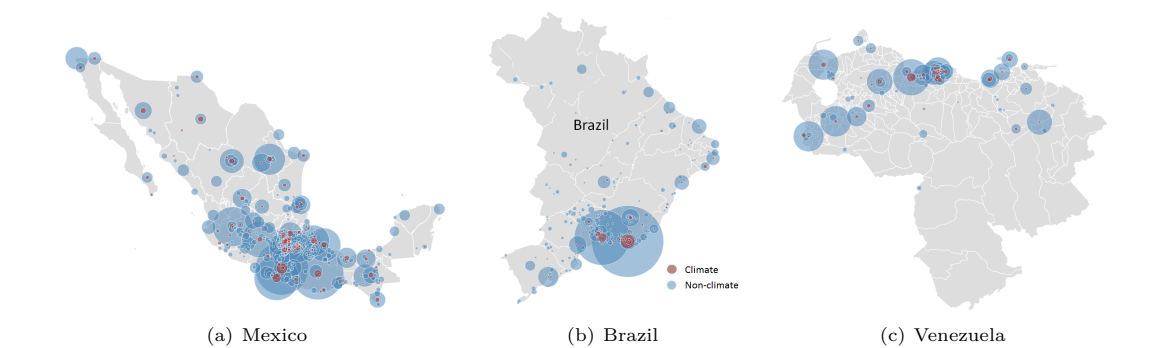 Brazil
Climate
Non-climate
(a) Mexico
(b) Brazil
(c) Venezuela